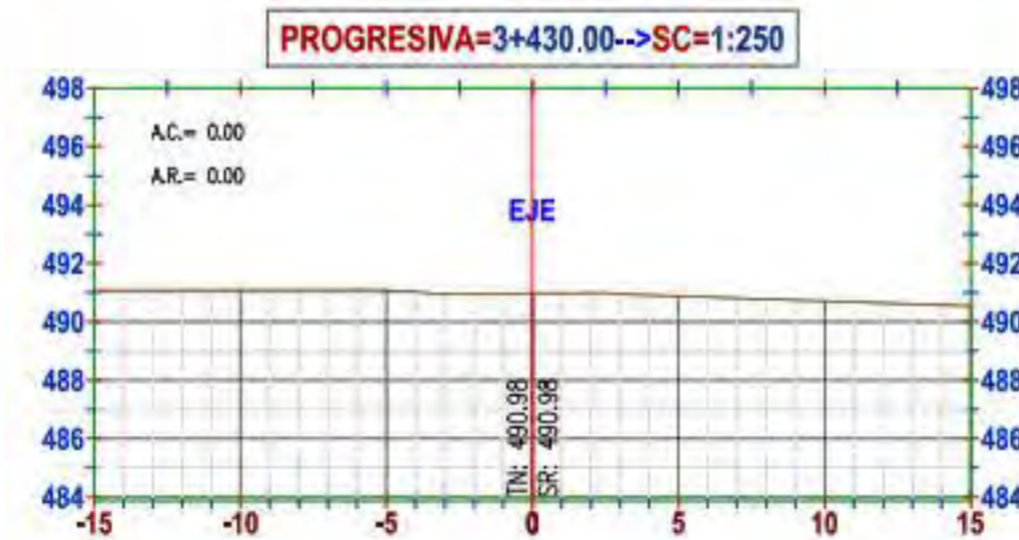 PROGRESIVA=3+430.00-->SC=1:250
498 498
A.C.= 0.00
496 496
A.R.= 0.00
494 EJE 494
492 492
490 490
488 488
486 486
TN: 490.98
SR: 490.98
484 484
-15 -10 -5 0 5 10 15